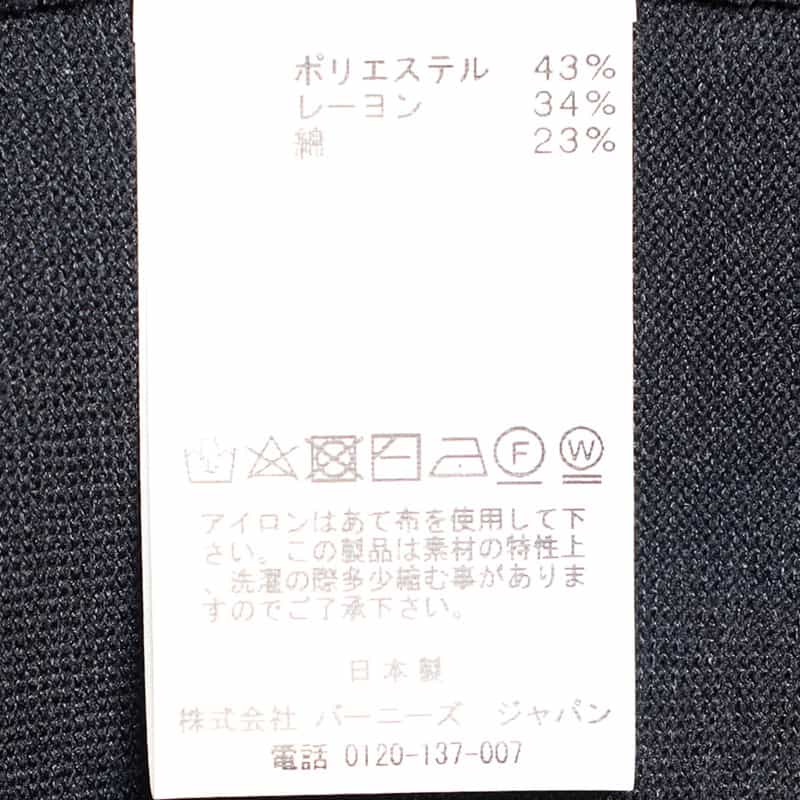 ポリエステル 43%
レーヨン 34%
綿 23%
F W
アイロンはあて布を使用して下
さい。この製品は素材の特性上
、洗濯の際多少縮む事がありま
すのでご了承下さい。
日本製
株式会社 バーニーズ ジャパン
電話 0120-137-007